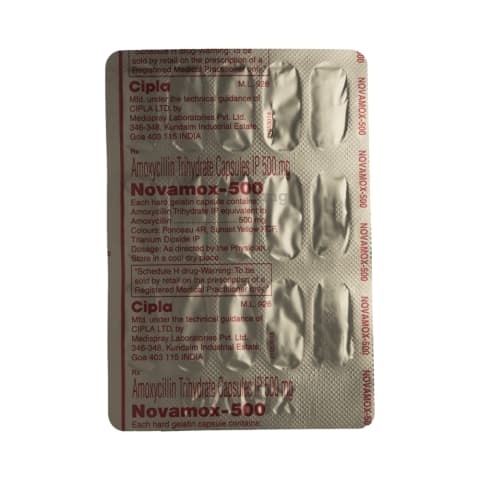 "Schedule H drug-Warning: To be
sold by retail on the prescription of a
Registered Medical Practitioner only."
Cipla
M.L. 926
Mfd. under the technical guidance of
CIPLA LTD. by
Medispray Laboratories Pvt. Ltd.
346-348, Kundaim Industrial Estate,
Goa 403 115 INDIA
Rx
Amoxycillin Trihydrate Capsules IP 500 mg
Novamox-500
Each hard gelatin capsule contains:
Amoxycillin Trihydrate IP equivalent to
Amoxycillin 500 mg
Colours: Ponceau 4R, Sunset Yellow FCF,
Titanium Dioxide IP
Dosage: As directed by the Physician.
Store in a cool dry place.
"Schedule H drug-Warning: To be
sold by retail on the prescription of a
Registered Medical Practitioner only."
Cipla
M.L. 926
Mfd. under the technical guidance of
CIPLA LTD. by
Medispray Laboratories Pvt. Ltd.
346-348, Kundaim Industrial Estate,
Goa 403 115 INDIA
Rx
Amoxycillin Trihydrate Capsules IP 500 mg
Novamox-500
Each hard gelatin capsule contains:
00
NOVAMOX-500
NOVAMOX-500
NOVAMOX-500
NOVAMOX-500
NOVAMOX-50